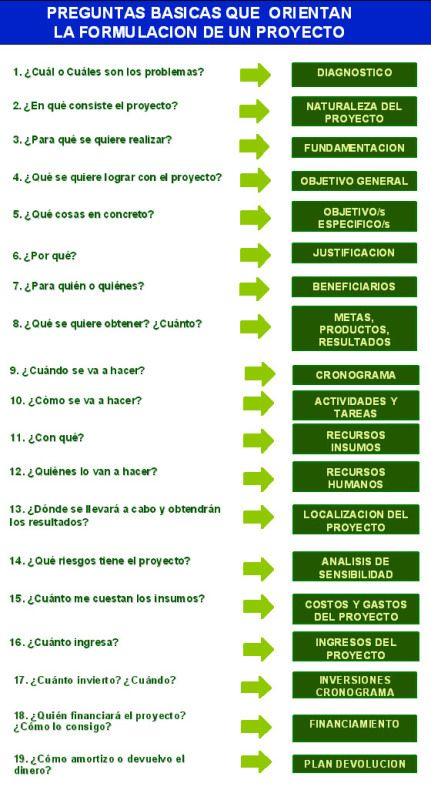 PREGUNTAS BASICAS QUE ORIENTAN
LA FORMULACION DE UN PROYECTO
1. ¿Cuál o Cuáles son los problemas?
DIAGNOSTICO
2. ¿En qué consiste el proyecto?
NATURALEZA DEL
PROYECTO
3. ¿Para qué se quiere realizar?
FUNDAMENTACION
4. ¿Qué se quiere lograr con el proyecto?
OBJETIVO GENERAL
5. ¿Qué cosas en concreto?
OBJETIVO/s
ESPECIFICO/s
6. ¿Por qué?
JUSTIFICACION
7. ¿Para quién o quiénes?
BENEFICIARIOS
8. ¿Qué se quiere obtener? ¿Cuánto?
METAS,
PRODUCTOS,
RESULTADOS
9. ¿Cuándo se va a hacer?
CRONOGRAMA
10. ¿Cómo se va a hacer?
ACTIVIDADES Y
TAREAS
11. ¿Con qué?
RECURSOS
INSUMOS
12. ¿Quiénes lo van a hacer?
RECURSOS
HUMANOS
13. ¿Dónde se llevará a cabo y obtendrán
los resultados?
LOCALIZACION DEL
PROYECTO
14. ¿Qué riesgos tiene el proyecto?
ANALISIS DE
SENSIBILIDAD
15. ¿Cuánto me cuestan los insumos?
COSTOS Y GASTOS
DEL PROYECTO
16. ¿Cuánto ingresa?
INGRESOS DEL
PROYECTO
17. ¿Cuánto invierto? ¿Cuándo?
INVERSIONES
CRONOGRAMA
18. ¿Quién financiará el proyecto?
¿Cómo lo consigo?
FINANCIAMIENTO
19. ¿Cómo amortizo o devuelvo el
dinero?
PLAN DEVOLUCION